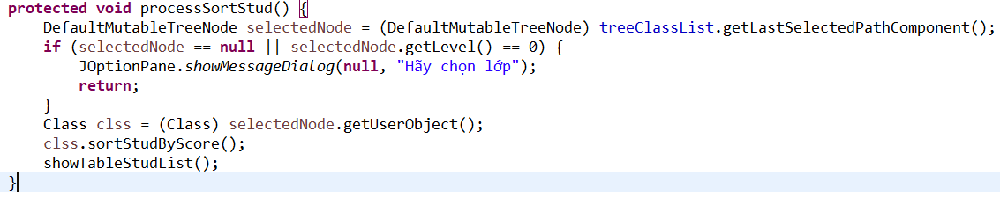 protected void processSortStud() {
    DefaultMutableTreeNode selectedNode = (DefaultMutableTreeNode) treeClassList.getLastSelectedPathComponent();
    if (selectedNode == null || selectedNode.getLevel() == 0) {
        JOptionPane.showMessageDialog(null, "Hãy chọn lớp");
        return;
    }
    Class clss = (Class) selectedNode.getUserObject();
    clss.sortStudByScore();
    showTableStudList();
}